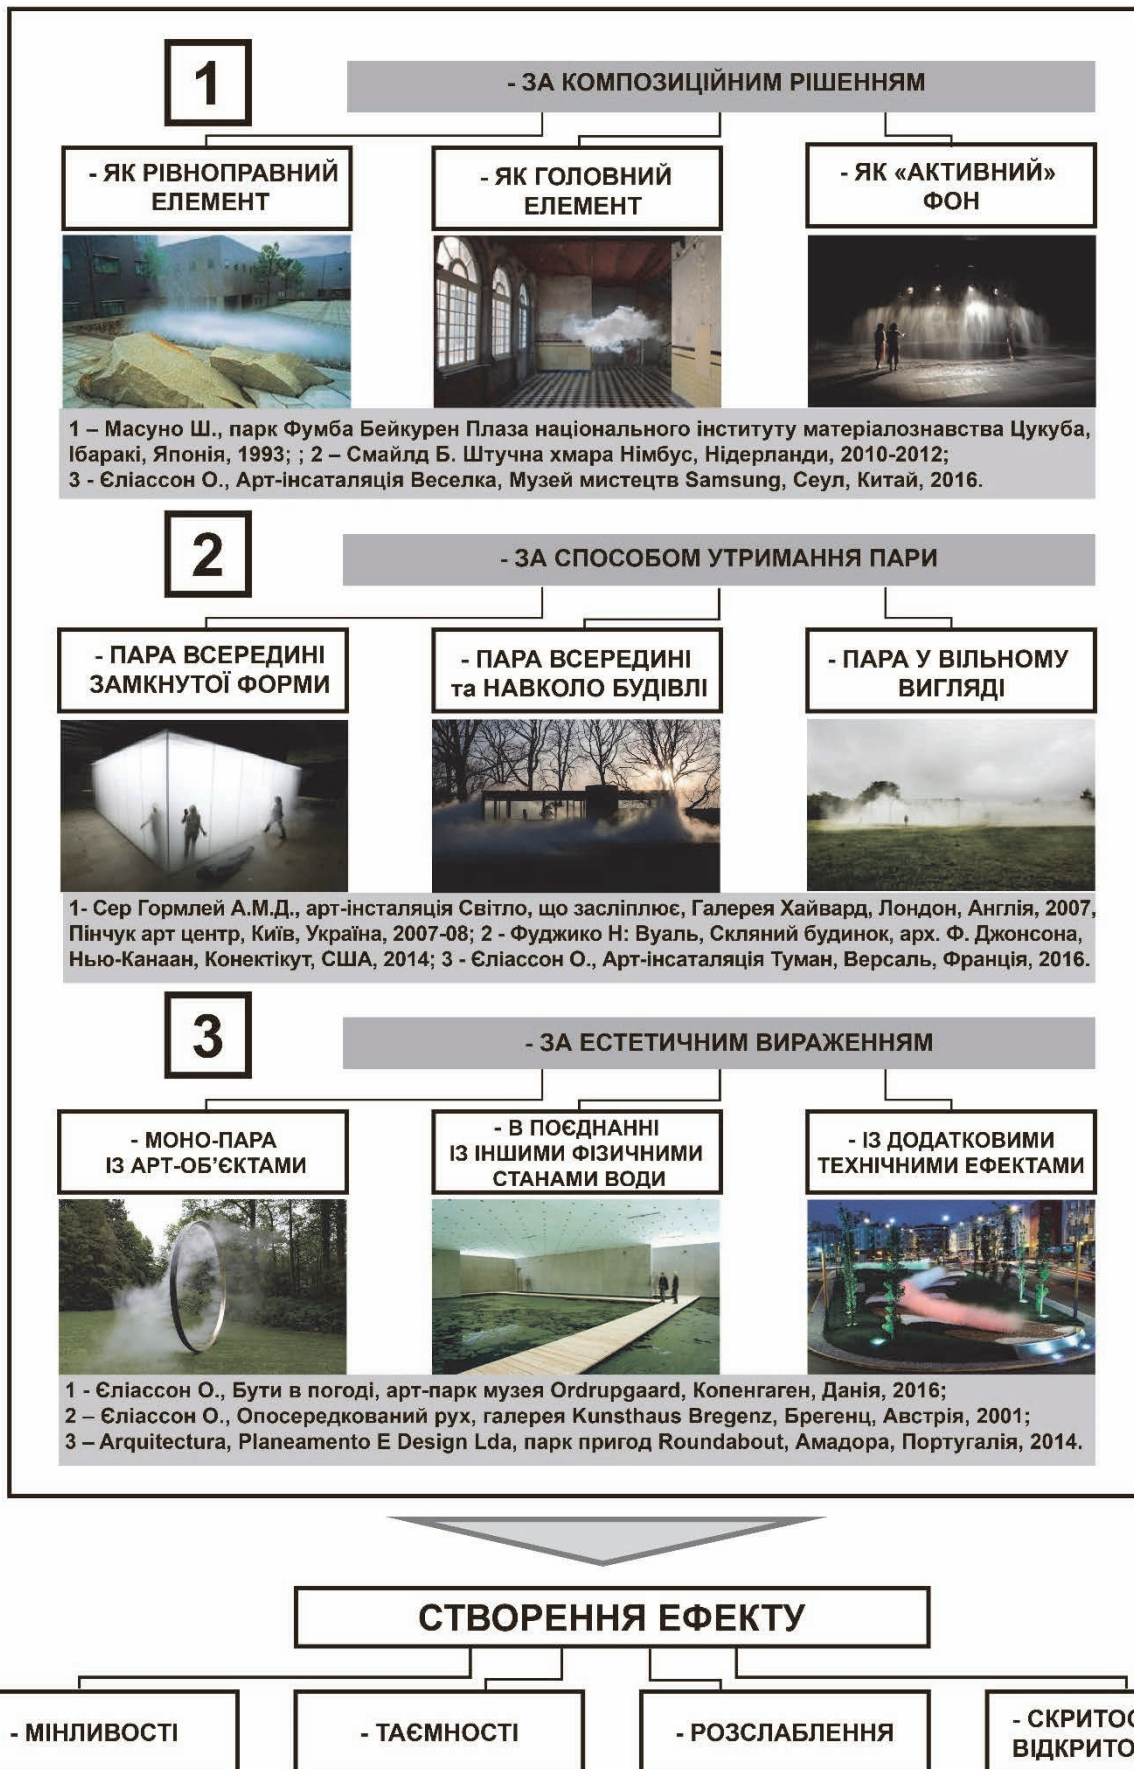 1
- ЗА КОМПОЗИЦІЙНИМ РІШЕННЯМ
- ЯК РІВНОПРАВНИЙ
ЕЛЕМЕНТ
- ЯК ГОЛОВНИЙ
ЕЛЕМЕНТ
- ЯК «АКТИВНИЙ»
ФОН
1 – Масуно Ш., парк Фумба Бейкурен Плаза національного інституту матеріалознавства Цукуба,
Ібаракі, Японія, 1993; ; 2 – Смайлд Б. Штучна хмара Німбус, Нідерланди, 2010-2012;
3 - Єліассон О., Арт-інсаталяція Веселка, Музей мистецтв Samsung, Сеул, Китай, 2016.
2
- ЗА СПОСОБОМ УТРИМАННЯ ПАРИ
- ПАРА ВСЕРЕДИНІ
ЗАМКНУТОЇ ФОРМИ
- ПАРА ВСЕРЕДИНІ
та НАВКОЛО БУДІВЛІ
- ПАРА У ВІЛЬНОМУ
ВИГЛЯДІ
1- Сер Гормлей А.М.Д., арт-інсталяція Світло, що засліплює, Галерея Хайвард, Лондон, Англія, 2007,
Пінчук арт центр, Київ, Україна, 2007-08; 2 - Фуджико Н: Вуаль, Скляний будинок, арх. Ф. Джонсона,
Нью-Канаан, Конектікут, США, 2014; 3 - Єліассон О., Арт-інсаталяція Туман, Версаль, Франція, 2016.
3
- ЗА ЕСТЕТИЧНИМ ВИРАЖЕННЯМ
- МОНО-ПАРА
ІЗ АРТ-ОБ’ЄКТАМИ
- В ПОЄДНАННІ
ІЗ ІНШИМИ ФІЗИЧНИМИ
СТАНАМИ ВОДИ
- ІЗ ДОДАТКОВИМИ
ТЕХНІЧНИМИ ЕФЕКТАМИ
1 - Єліассон О., Бути в погоді, арт-парк музея Ordrupgaard, Копенгаген, Данія, 2016;
2 – Єліассон О., Опосередкований рух, галерея Kunsthaus Bregenz, Брегенц, Австрія, 2001;
3 – Arquitectura, Planeamento E Design Lda, парк пригод Roundabout, Амадора, Португалія, 2014.
СТВОРЕННЯ ЕФЕКТУ
- МІНЛИВОСТІ
- ТАЄМНОСТІ
- РОЗСЛАБЛЕННЯ